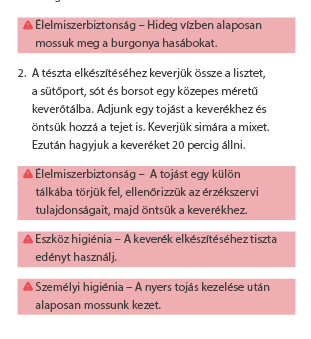 Élelmiszerbiztonság – Hideg vízben alaposan
mossuk meg a burgonya hasábokat.
2. A tészta elkészítéséhez keverjük össze a lisztet,
a sütőport, sót és borsot egy közepes méretű
keverőtálba. Adjunk egy tojást a keverékhez és
öntsük hozzá a tejet is. Keverjük simára a mixet.
Ezután hagyjuk a keveréket 20 percig állni.
Élelmiszerbiztonság – A tojást egy külön
tálkába törjük fel, ellenőrizzük az érzékszervi
tulajdonságait, majd öntsük a keverékhez.
Eszköz higiénia – A keverék elkészítéséhez tiszta
edényt használj.
Személyi higiénia – A nyers tojás kezelése után
alaposan mossunk kezet.